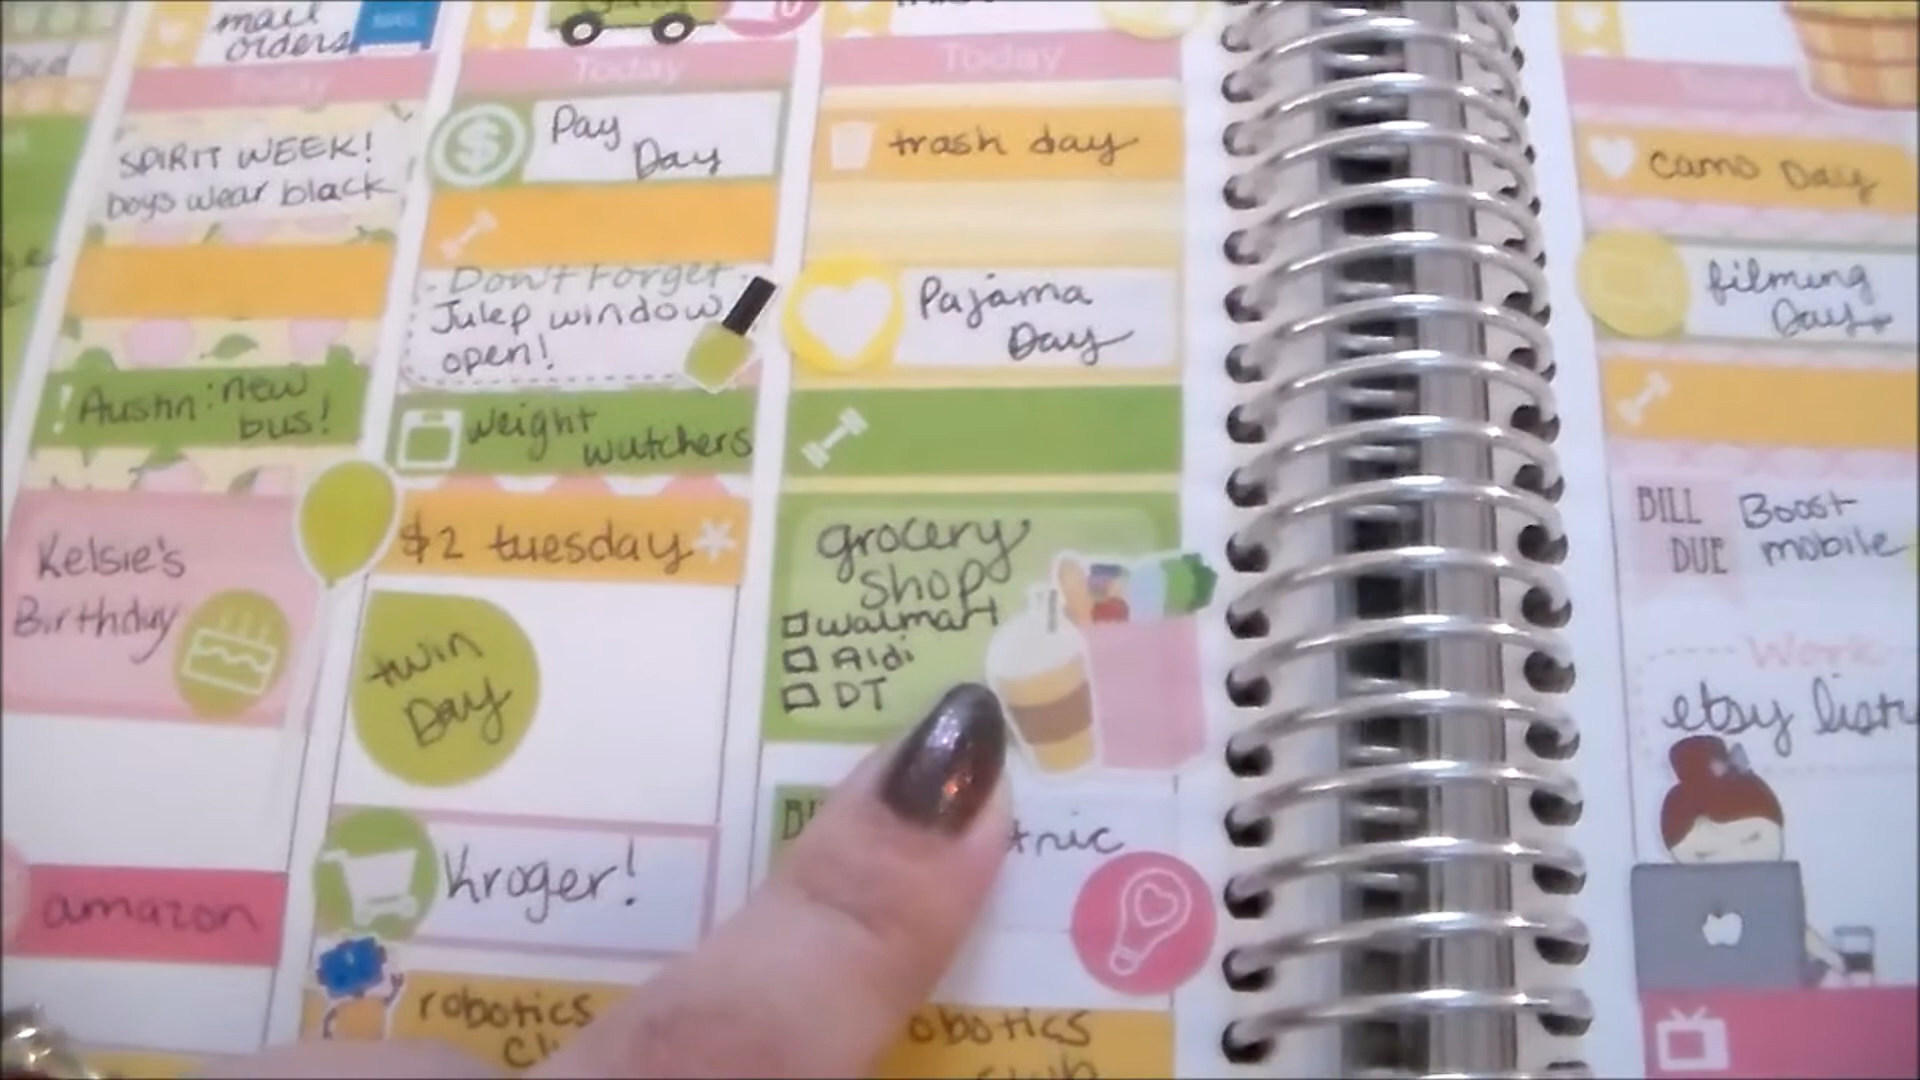 mail
orders
Today
SPIRIT WEEK!
boys wear black
! Austin: new
bus!
Kelsie's
Birthday
amazon
Today
$
Pay
Day
Don't Forget
Julep window
open!
weight
watchers
$2 tuesday
twin
Day
Kroger!
robotics
Today
trash day
Pajama
Day
grocery
shop
walmart
Aldi
DT
robotics
club
Today
camo Day
filming
Day
BILL
DUE
Boost
mobile
Work
etsy